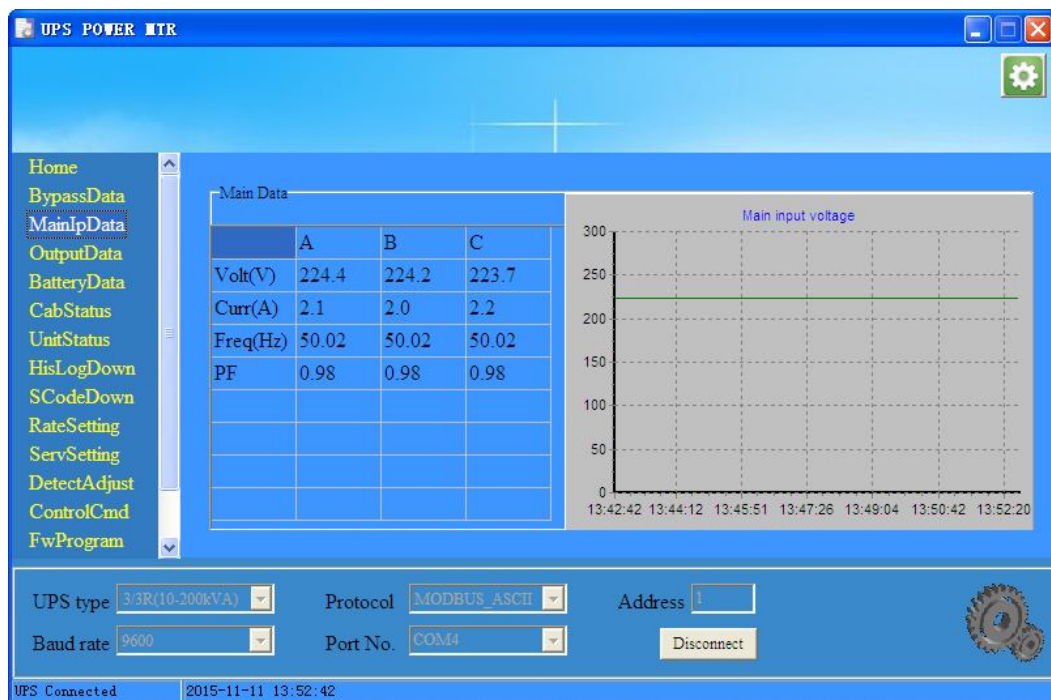 UPS POWER MTR
Home
BypassData
MainIpData
OutputData
BatteryData
CabStatus
UnitStatus
HisLogDown
SCodeDown
RateSetting
ServSetting
DetectAdjust
ControlCmd
FwProgram
Main Data
A B C
Volt(V) 224.4 224.2 223.7
Curr(A) 2.1 2.0 2.2
Freq(Hz) 50.02 50.02 50.02
PF 0.98 0.98 0.98
Main input voltage
300
250
200
150
100
50
0
13:42:42 13:44:12 13:45:51 13:47:26 13:49:04 13:50:42 13:52:20
UPS type 3/3R(10-200kVA) Protocol MODBUS_ASCII Address 1
Baud rate 9600 Port No. COM4 Disconnect
UPS Connected 2015-11-11 13:52:42